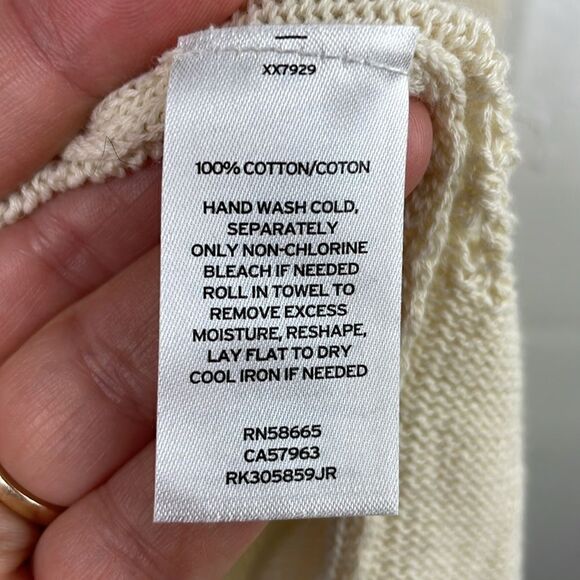 XX7929
100% COTTON/COTON
HAND WASH COLD,
SEPARATELY
ONLY NON-CHLORINE
BLEACH IF NEEDED
ROLL IN TOWEL TO
REMOVE EXCESS
MOISTURE, RESHAPE,
LAY FLAT TO DRY
COOL IRON IF NEEDED
RN58665
CA57963
RK305859JR